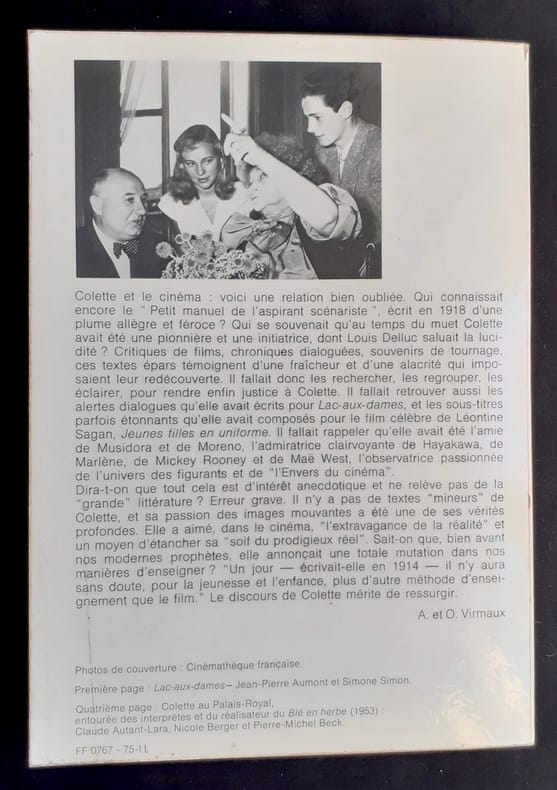 Colette et le cinéma : voici une relation bien oubliée. Qui connaissait
encore le " Petit manuel de l'aspirant scénariste ", écrit en 1918 d'une
plume allègre et féroce ? Qui se souvenait qu'au temps du muet Colette
avait été une pionnière et une initiatrice, dont Louis Delluc saluait la luci-
dité ? Critiques de films, chroniques dialoguées, souvenirs de tournage,
ces textes épars témoignent d'une fraîcheur et d'une alacrité qui impo-
saient leur redécouverte. Il fallait donc les rechercher, les regrouper, les
éclairer, pour rendre enfin justice à Colette. Il fallait retrouver aussi les
alertes dialogues qu'elle avait écrits pour Lac-aux-dames, et les sous-titres
parfois étonnants qu'elle avait composés pour le film célèbre de Léontine
Sagan, Jeunes filles en uniforme. Il fallait rappeler qu'elle avait été l'amie
de Musidora et de Moreno, l'admiratrice clairvoyante de Hayakawa, de
Marlène, de Mickey Rooney et de Maë West, l'observatrice passionnée
de l'univers des figurants et de "l'Envers du cinéma".
Dira-t-on que tout cela est d'intérêt anecdotique et ne relève pas de la
"grande" littérature ? Erreur grave. Il n'y a pas de textes "mineurs" de
Colette, et sa passion des images mouvantes a été une de ses vérités
profondes. Elle a aimé, dans le cinéma, "l'extravagance de la réalité" et
un moyen d'étancher sa "soif du prodigieux réel". Sait-on que, bien avant
nos modernes prophètes, elle annonçait une totale mutation dans nos
manières d'enseigner ? "Un jour — écrivait-elle en 1914 — il n'y aura
sans doute, pour la jeunesse et l'enfance, plus d'autre méthode d'ensei-
gnement que le film." Le discours de Colette mérite de ressurgir.
A. et O. Virmaux
Photos de couverture : Cinémathèque française.
Première page : Lac-aux-dames— Jean-Pierre Aumont et Simone Simon.
Quatrième page : Colette au Palais-Royal,
entourée des interprètes et du réalisateur du Blé en herbe (1953) :
Claude Autant-Lara, Nicole Berger et Pierre-Michel Beck.
FF 0767 - 75-II